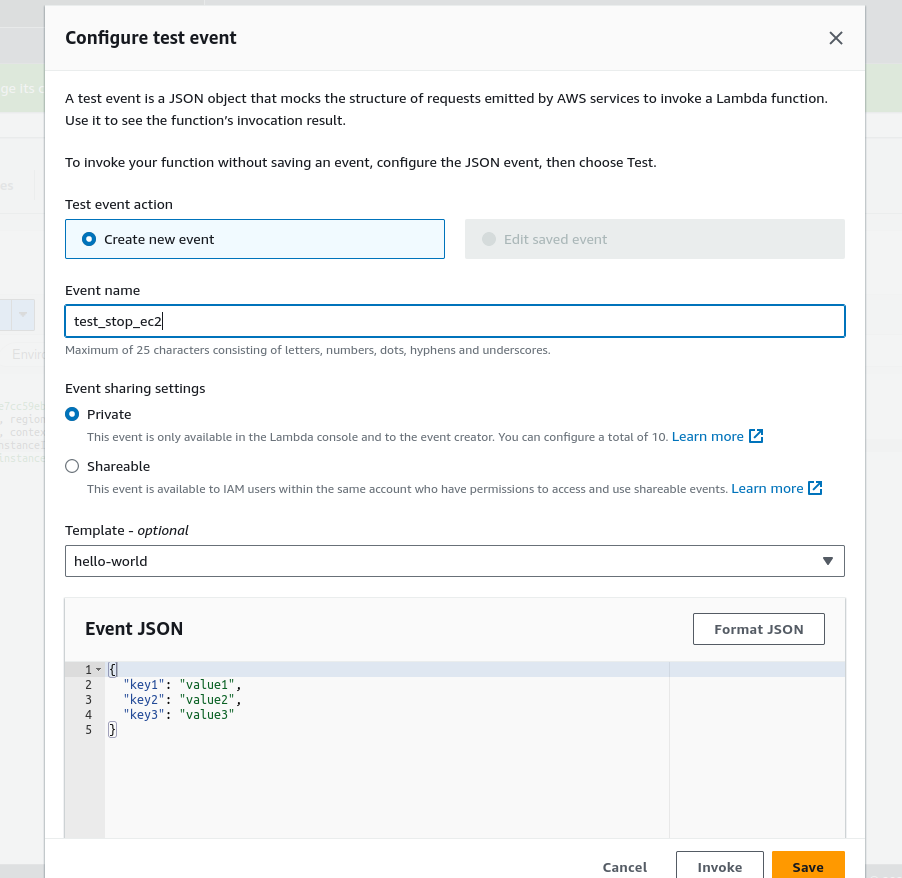 Configure test event
ge its c
A test event is a JSON object that mocks the structure of requests emitted by AWS services to invoke a Lambda function.
Use it to see the function’s invocation result.
To invoke your function without saving an event, configure the JSON event, then choose Test.
es
Test event action
Create new event
Edit saved event
Event name
test_stop_ec2
Maximum of 25 characters consisting of letters, numbers, dots, hyphens and underscores.
Enviro
Event sharing settings
Private
This event is only available in the Lambda console and to the event creator. You can configure a total of 10. Learn more
, region
, contex
Shareable
This event is available to IAM users within the same account who have permissions to access and use shareable events. Learn more
Template - optional
hello-world
Event JSON
Format JSON
1 {
2 "key1": "value1",
3 "key2": "value2",
4 "key3": "value3"
5 }
Cancel
Invoke
Save